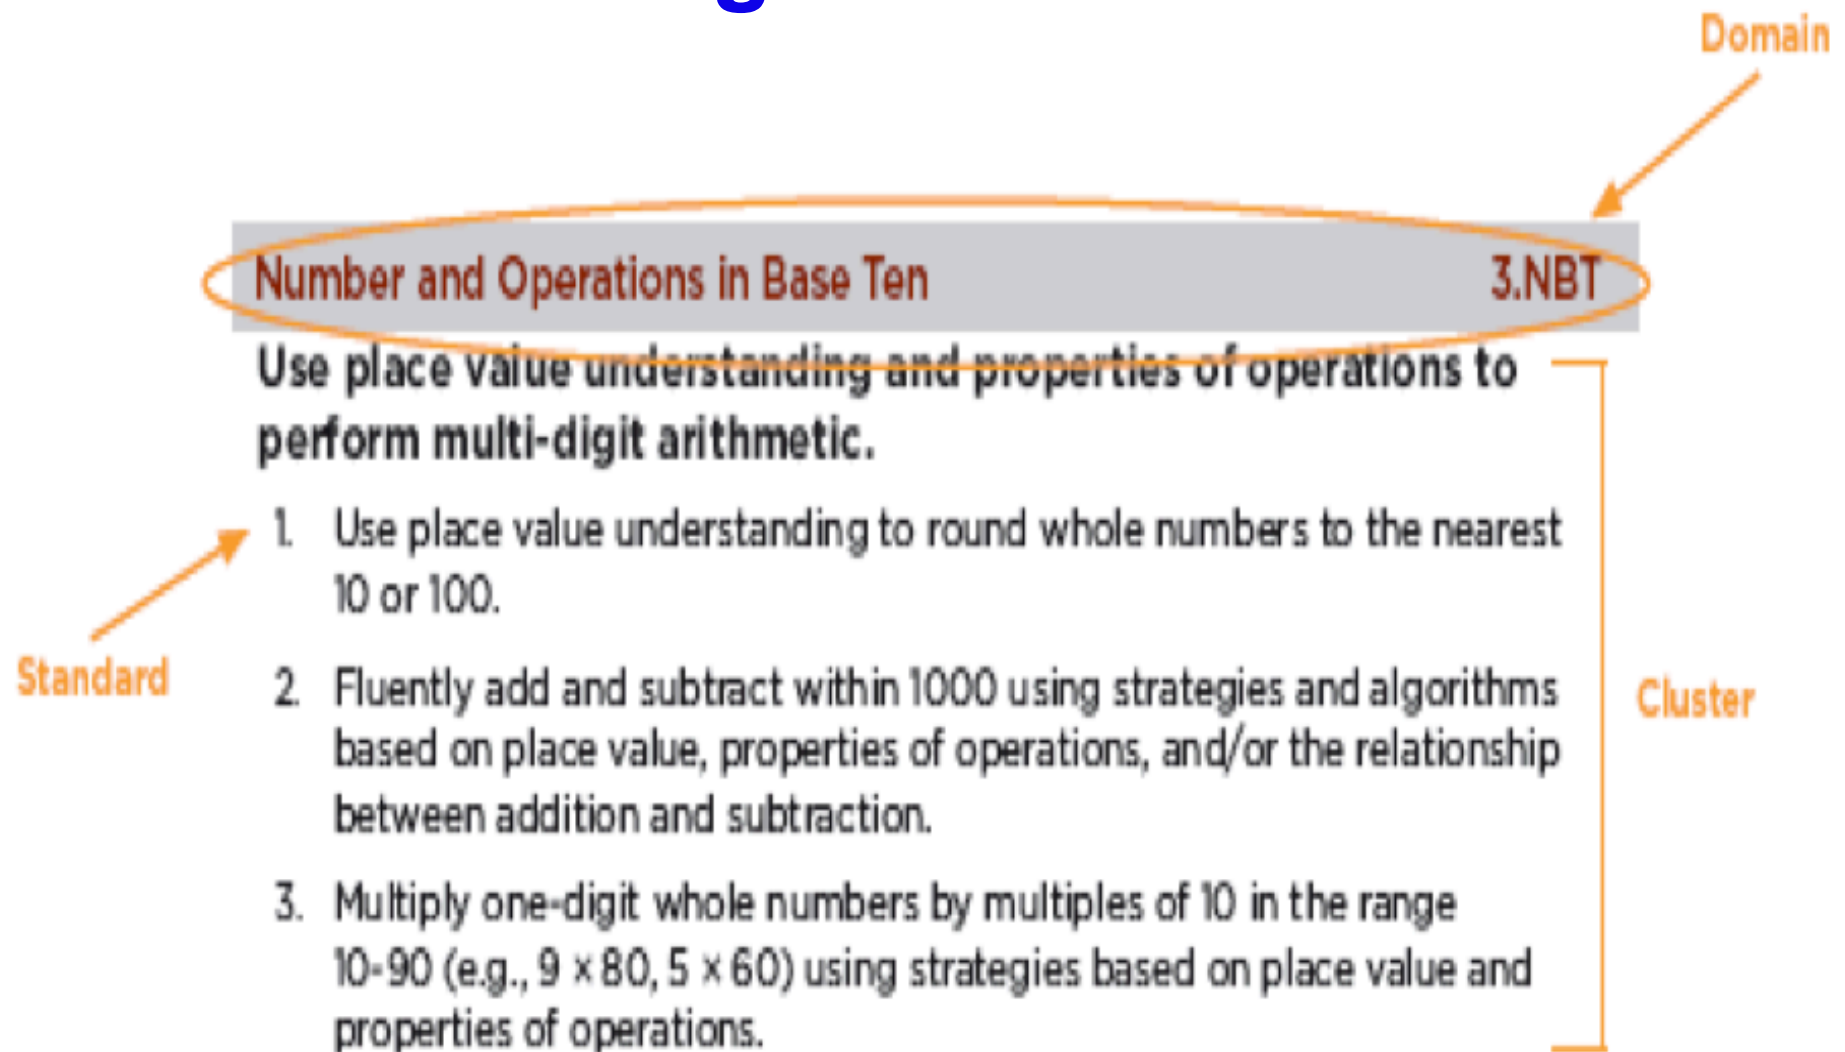 Domain
Number and Operations in Base Ten 3.NBT
Use place value understanding and properties of operations to
perform multi-digit arithmetic.
1. Use place value understanding to round whole numbers to the nearest
10 or 100.
Standard
2. Fluently add and subtract within 1000 using strategies and algorithms
based on place value, properties of operations, and/or the relationship
between addition and subtraction.
Cluster
3. Multiply one-digit whole numbers by multiples of 10 in the range
10-90 (e.g., 9 × 80, 5 × 60) using strategies based on place value and
properties of operations.